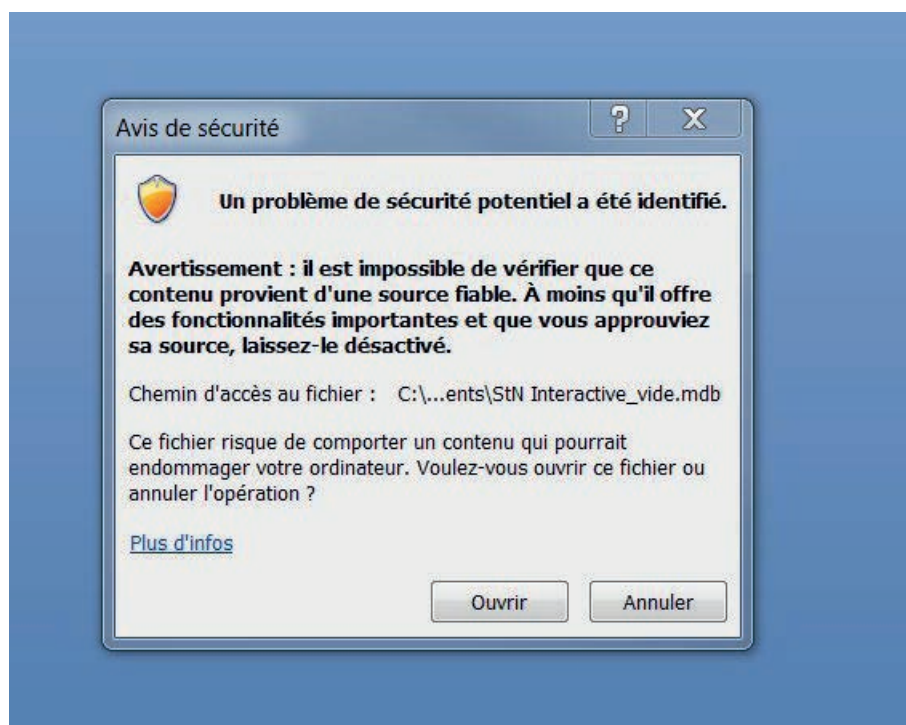 Avis de sécurité
Un problème de sécurité potentiel a été identifié.
Avertissement : il est impossible de vérifier que ce
contenu provient d'une source fiable. À moins qu'il offre
des fonctionnalités importantes et que vous approuviez
sa source, laissez-le désactivé.
Chemin d'accès au fichier : C:\...ents\StN Interactive_vide.mdb
Ce fichier risque de comporter un contenu qui pourrait
endommager votre ordinateur. Voulez-vous ouvrir ce fichier ou
annuler l'opération ?
Plus d'infos
Ouvrir Annuler